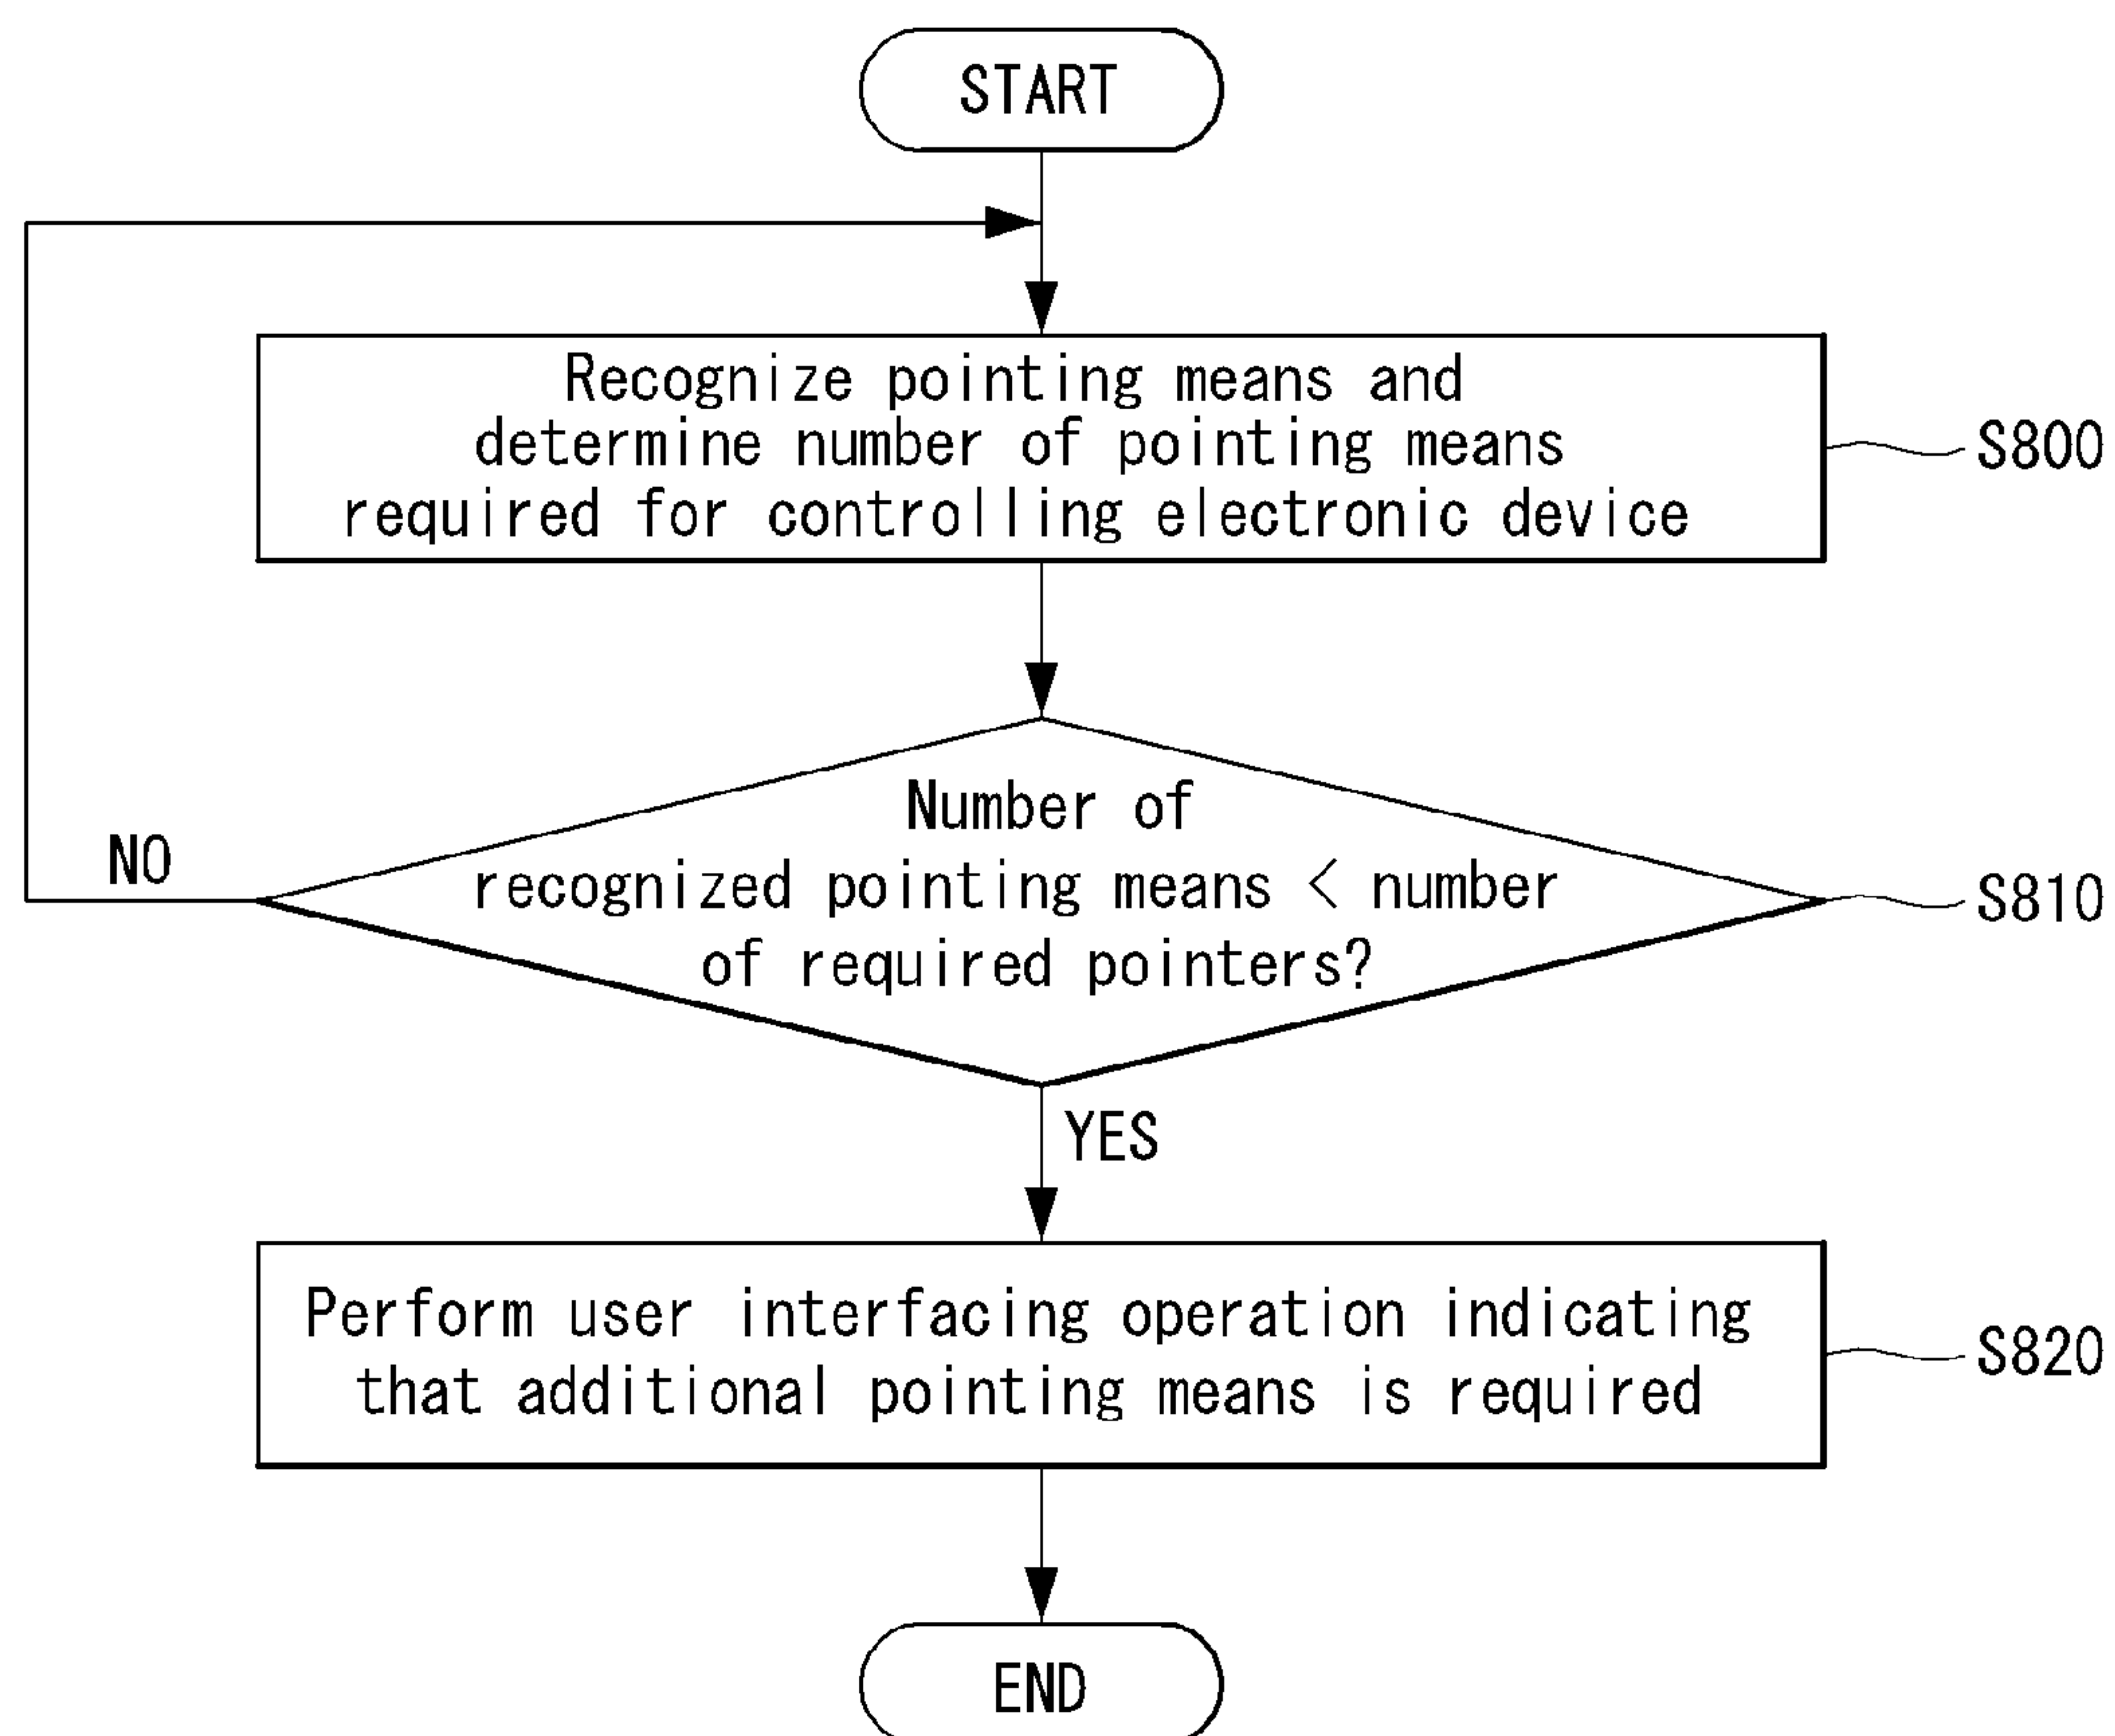 START
Recognize pointing means and
determine number of pointing means
required for controlling electronic device
S800
Number of
recognized pointing means < number
of required pointers?
NO
S810
YES
Perform user interfacing operation indicating
that additional pointing means is required
S820
END